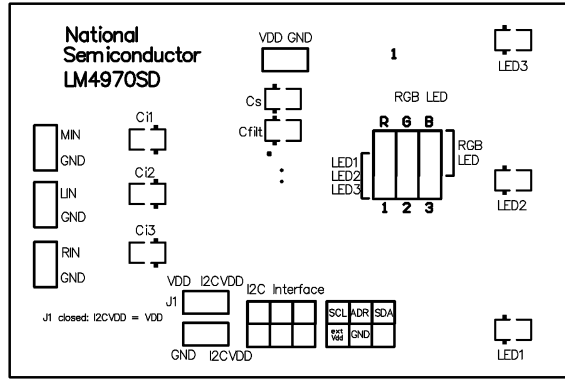 National
Semiconductor
LM4970SD
VDD GND
1
LED3
Cs
Cfilt
RGB LED
R G B
RGB
LED
LED1
LED2
LED3
1 2 3
MIN
GND
Ci1
LIN
GND
Ci2
RIN
GND
Ci3
LED2
VDD I2CVDD
J1
J1 closed: I2CVDD = VDD
GND I2CVDD
I2C Interface
SCL ADR SDA
ext
Vdd
GND
LED1